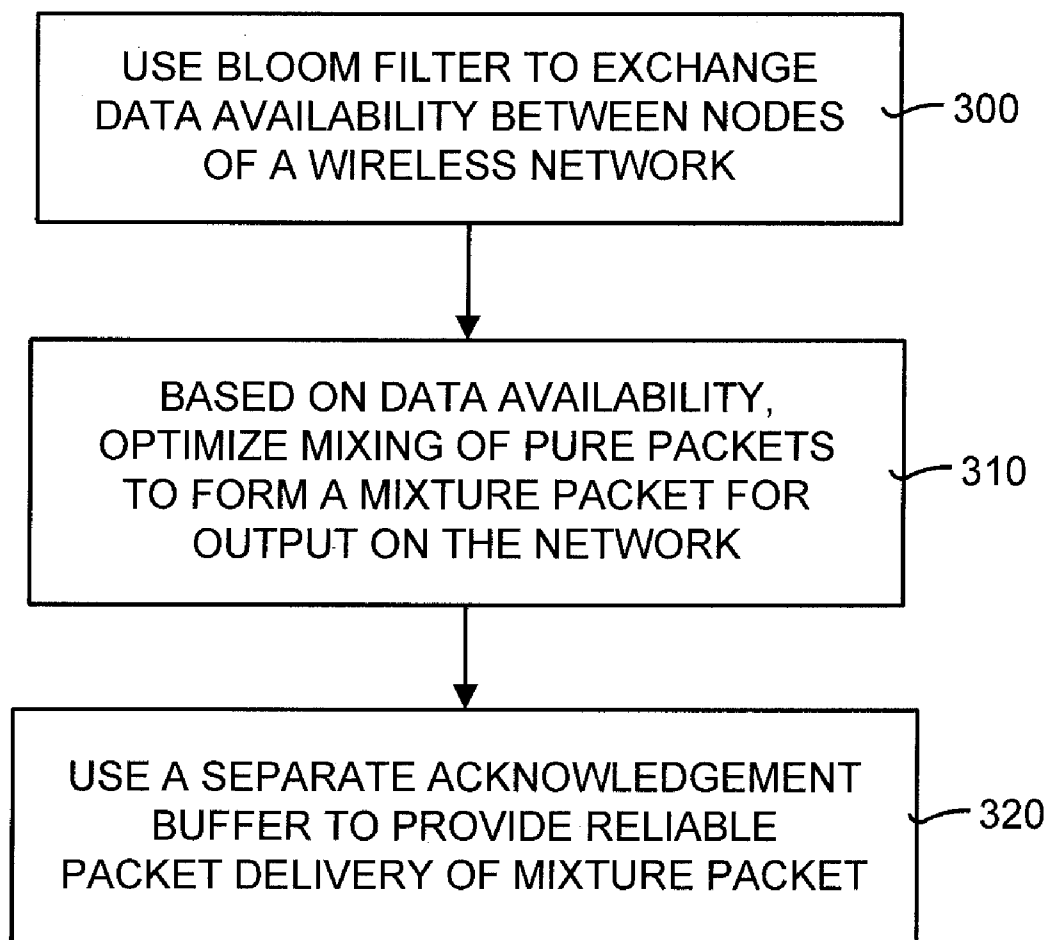 USE BLOOM FILTER TO EXCHANGE
DATA AVAILABILITY BETWEEN NODES
OF A WIRELESS NETWORK
300
BASED ON DATA AVAILABILITY,
OPTIMIZE MIXING OF PURE PACKETS
TO FORM A MIXTURE PACKET FOR
OUTPUT ON THE NETWORK
310
USE A SEPARATE ACKNOWLEDGEMENT
BUFFER TO PROVIDE RELIABLE
PACKET DELIVERY OF MIXTURE PACKET
320